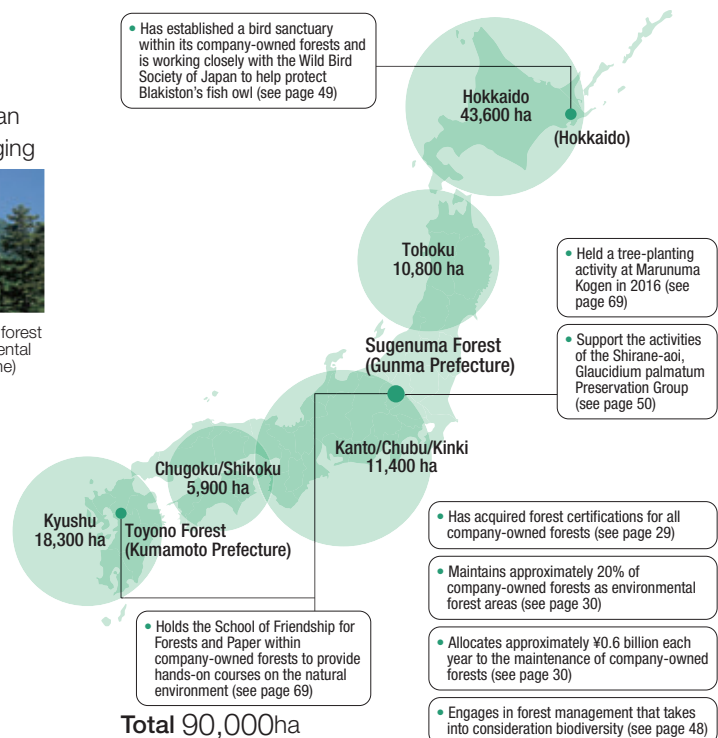 • Has established a bird sanctuary
within its company-owned forests and
is working closely with the Wild Bird
Society of Japan to help protect
Blakiston's fish owl (see page 49)
an
ging
forest
ental
ne)
Hokkaido
43,600 ha
(Hokkaido)
Tohoku
10,800 ha
• Held a tree-planting
activity at Marunuma
Kogen in 2016 (see
page 69)
• Support the activities
of the Shirane-aoi,
Glaucidium palmatum
Preservation Group
(see page 50)
Sugenuma Forest
(Gunma Prefecture)
Kanto/Chubu/Kinki
11,400 ha
Chugoku/Shikoku
5,900 ha
Kyushu
18,300 ha
Toyono Forest
(Kumamoto Prefecture)
• Has acquired forest certifications for all
company-owned forests (see page 29)
• Maintains approximately 20% of
company-owned forests as environmental
forest areas (see page 30)
• Allocates approximately ¥0.6 billion each
year to the maintenance of company-owned
forests (see page 30)
• Engages in forest management that takes
into consideration biodiversity (see page 48)
• Holds the School of Friendship for
Forests and Paper within
company-owned forests to provide
hands-on courses on the natural
environment (see page 69)
Total 90,000ha